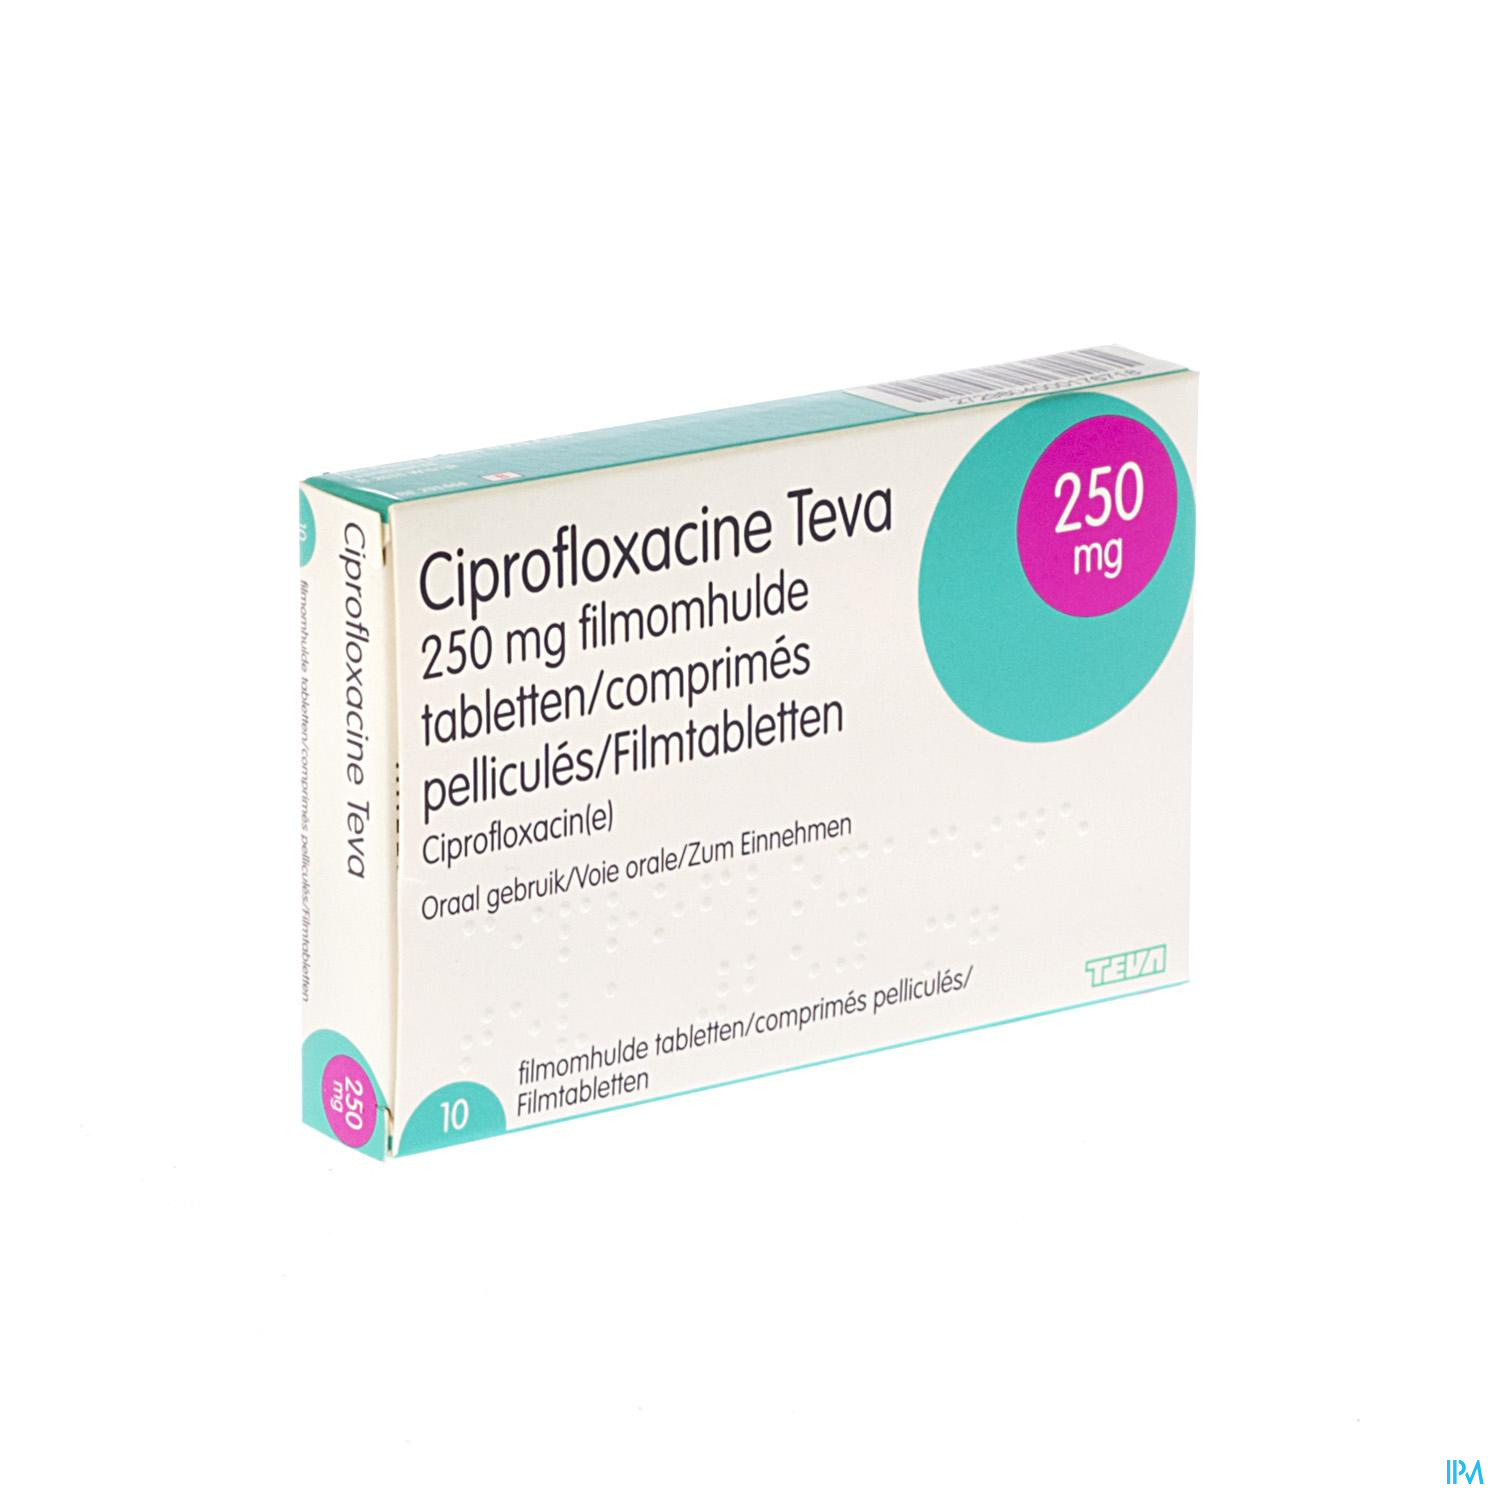 Ciprofloxacine Teva
250 mg filmomhulde
tabletten/comprimés
pelliculés/Filmtabletten
Ciprofloxacin(e)
Oraal gebruik/Voie orale/Zum Einnehmen
250
mg
TEVA
filmomhulde tabletten/comprimés pelliculés/
Filmtabletten
10
10
Ciprofloxacine Teva
filmomhulde tabletten/comprimés pelliculés/Filmtabletten
250
mg
IPM